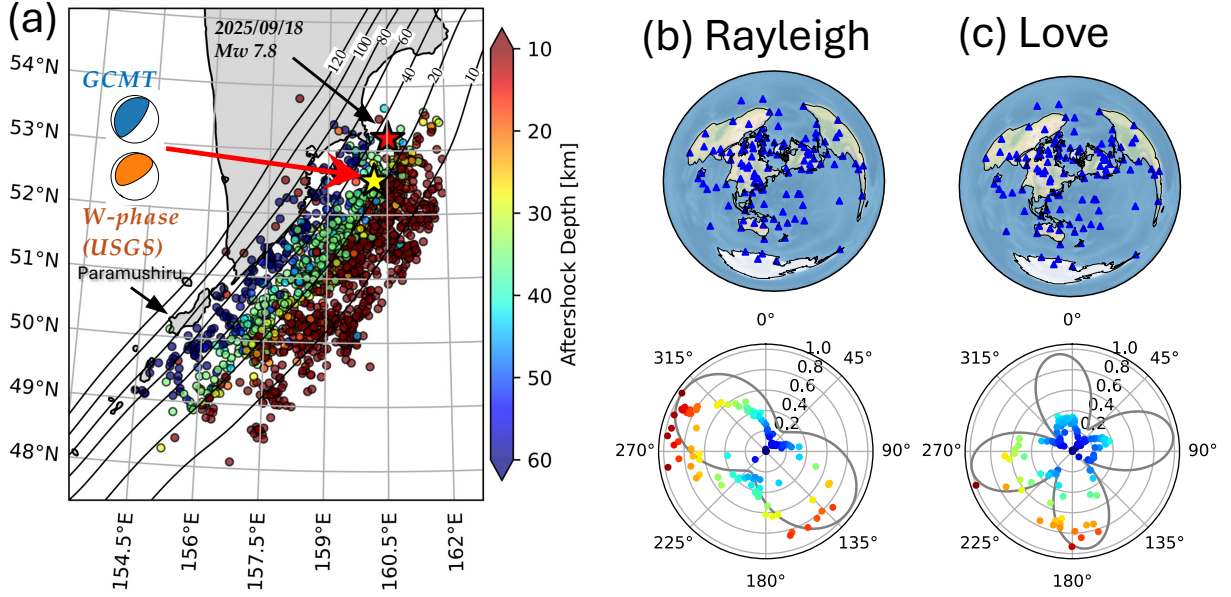 (a)
2025/09/18
Mw 7.8
GCMT
W-phase
(USGS)
Paramushiru
120
100
80
60
40
20
10
54°N
53°N
52°N
51°N
50°N
49°N
48°N
154.5°E
156°E
157.5°E
159°E
160.5°E
162°E
10
20
30
40
50
60
Aftershock Depth [km]
(b) Rayleigh
(c) Love
0°
45°
90°
135°
180°
225°
270°
315°
0.2
0.4
0.6
0.8
1.0
0°
45°
90°
135°
180°
225°
270°
315°
0.2
0.4
0.6
0.8
1.0